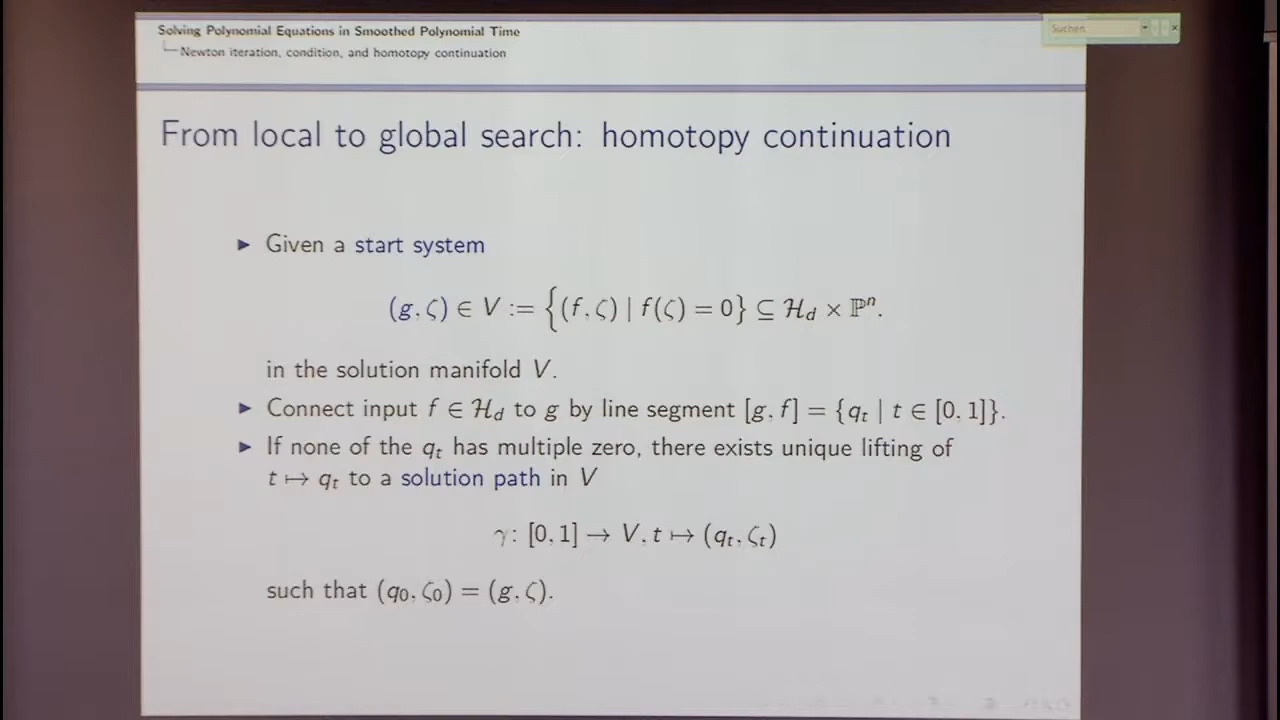 Solving Polynomial Equations in Smoothed Polynomial Time
Newton iteration, condition, and homotopy continuation
Suchen
From local to global search: homotopy continuation
▶ Given a start system
(g, ζ) ∈ V := {(f, ζ) | f(ζ) = 0} ⊆ ℋ_d × ℙⁿ.
in the solution manifold V.
▶ Connect input f ∈ ℋ_d to g by line segment [g, f] = {q_t | t ∈ [0, 1]}.
▶ If none of the q_t has multiple zero, there exists unique lifting of
t ↦ q_t to a solution path in V
γ: [0, 1] → V, t ↦ (q_t, ζ_t)
such that (q₀, ζ₀) = (g, ζ).